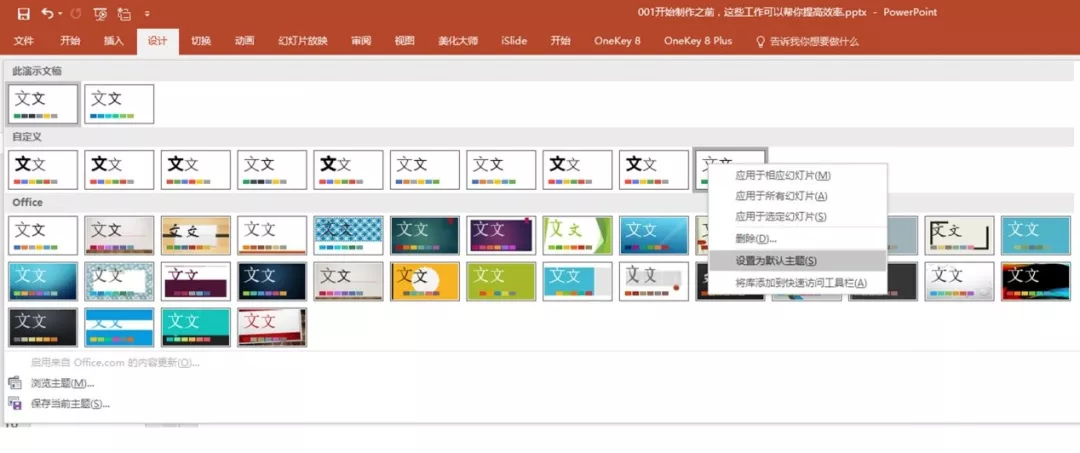 001开始制作之前，这些工作可以帮你提高效率.pptx - PowerPoint
文件 开始 插入 设计 切换 动画 幻灯片放映 审阅 视图 美化大师 iSlide 开始 OneKey 8 OneKey 8 Plus 告诉我你想要做什么
此演示文稿
文文 文文
自定义
文文 文文 文文 文文 文文 文文 文文 文文 文文 文文
应用于相应幻灯片(M)
应用于所有幻灯片(A)
应用于选定幻灯片(S)
删除(D)...
设置为默认主题(S)
将库添加到快速访问工具栏(A)
Office
文文 文文 文文 文文 文文 文文 文文 文文 文文 文文 文文
文文 文文 文文 文文 文文 文文 文文 文文 文文 文文 文文
文文 文文 文文 文文
启用来自 Office.com 的内容更新(O)...
浏览主题(M)...
保存当前主题(S)...